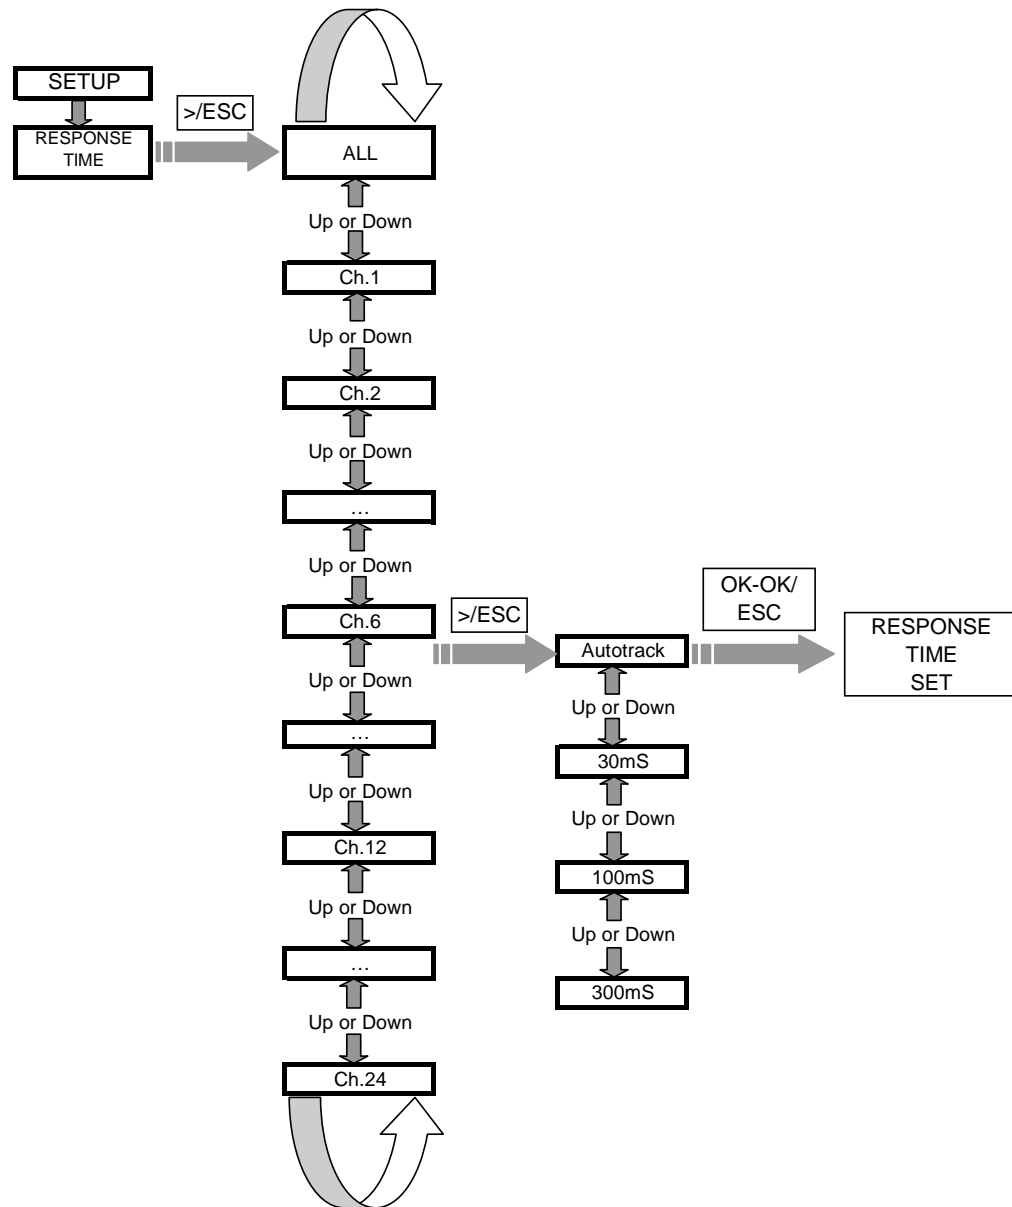 SETUP
>/ESC
RESPONSE
TIME
ALL
Up or Down
Ch.1
Up or Down
Ch.2
Up or Down
…
Up or Down
Ch.6
Up or Down
…
Up or Down
Ch.12
Up or Down
…
Up or Down
Ch.24
>/ESC
Autotrack
Up or Down
30mS
Up or Down
100mS
Up or Down
300mS
OK-OK/
ESC
RESPONSE
TIME
SET